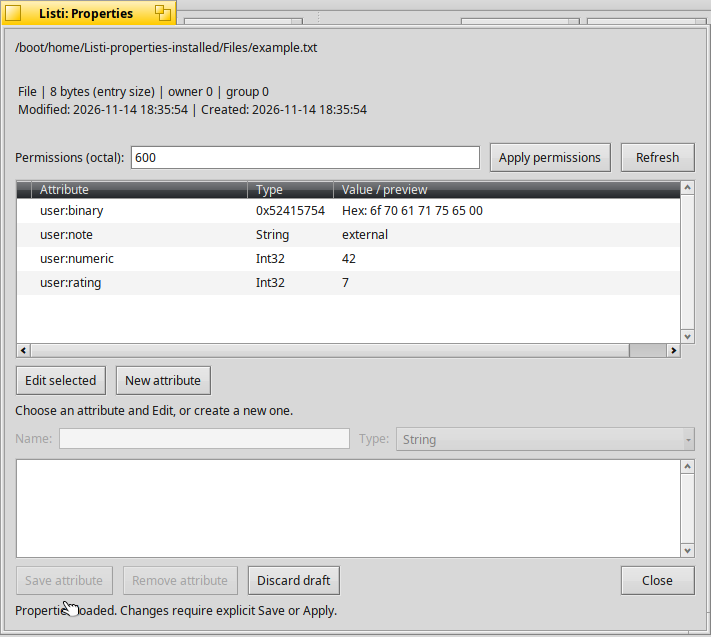 Listi: Properties
/boot/home/Listi-properties-installed/Files/example.txt
File | 8 bytes (entry size) | owner 0 | group 0
Modified: 2026-11-14 18:35:54 | Created: 2026-11-14 18:35:54
Permissions (octal): 600 Apply permissions Refresh
Attribute Type Value / preview
user:binary 0x52415754 Hex: 6f 70 61 71 75 65 00
user:note String external
user:numeric Int32 42
user:rating Int32 7
Edit selected New attribute
Choose an attribute and Edit, or create a new one.
Name: Type: String
Save attribute Remove attribute Discard draft Close
Properties loaded. Changes require explicit Save or Apply.